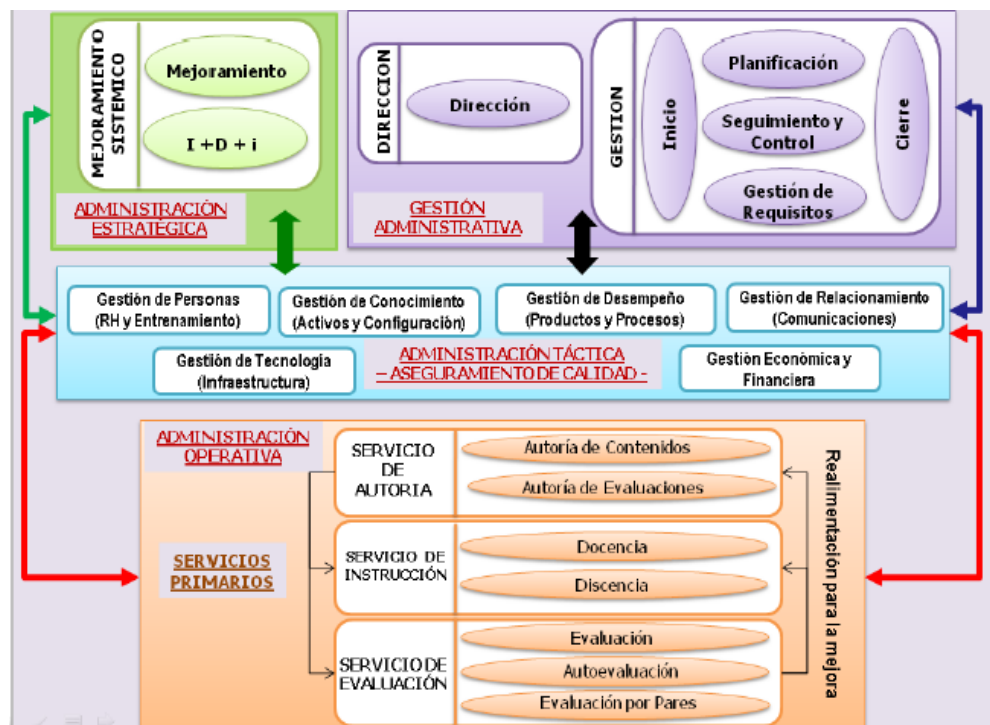 MEJORAMIENTO
SISTEMICO
Mejoramiento
I +D + i
ADMINISTRACIÓN
ESTRATÉGICA
DIRECCION
Dirección
GESTIÓN
ADMINISTRATIVA
GESTION
Inicio
Planificación
Seguimiento y
Control
Gestión de
Requisitos
Cierre
Gestión de Personas
(RH y Entrenamiento)
Gestión de Conocimiento
(Activos y Configuración)
Gestión de Desempeño
(Productos y Procesos)
Gestión de Relacionamiento
(Comunicaciones)
Gestión de Tecnología
(Infraestructura)
ADMINISTRACIÓN TÁCTICA
– ASEGURAMIENTO DE CALIDAD -
Gestión Económica y
Financiera
ADMINISTRACIÓN
OPERATIVA
SERVICIOS
PRIMARIOS
SERVICIO
DE
AUTORIA
Autoría de Contenidos
Autoría de Evaluaciones
SERVICIO DE
INSTRUCCIÓN
Docencia
Discencia
SERVICIO DE
EVALUACIÓN
Evaluación
Autoevaluación
Evaluación por Pares
Realimentación para la mejora